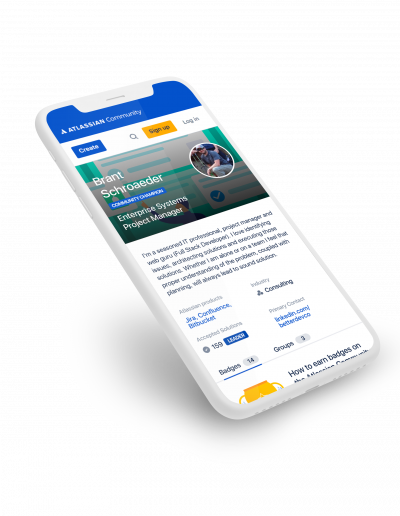 ATLASSIAN Community
Create
Sign up
Log in
Brant
Schroaeder
COMMUNITY CHAMPION
Enterprise Systems
Project Manager
I'm a seasoned IT professional, project manager and
web guru (Full Stack Developer). I love identifying
issues, architecting solutions and executing those
solutions. Whether I am alone or on a team I feel that
proper understanding of the problem, coupled with
planning, will always lead to sound solution.
Atlassian products
Jira, Confluence,
Bitbucket
Industry
Consulting
Accepted Solutions
159 LEADER
Primary Contact
linkedin.com/
betterdevco
Badges 14
Groups 9
How to earn badges on
the Atlassian Community